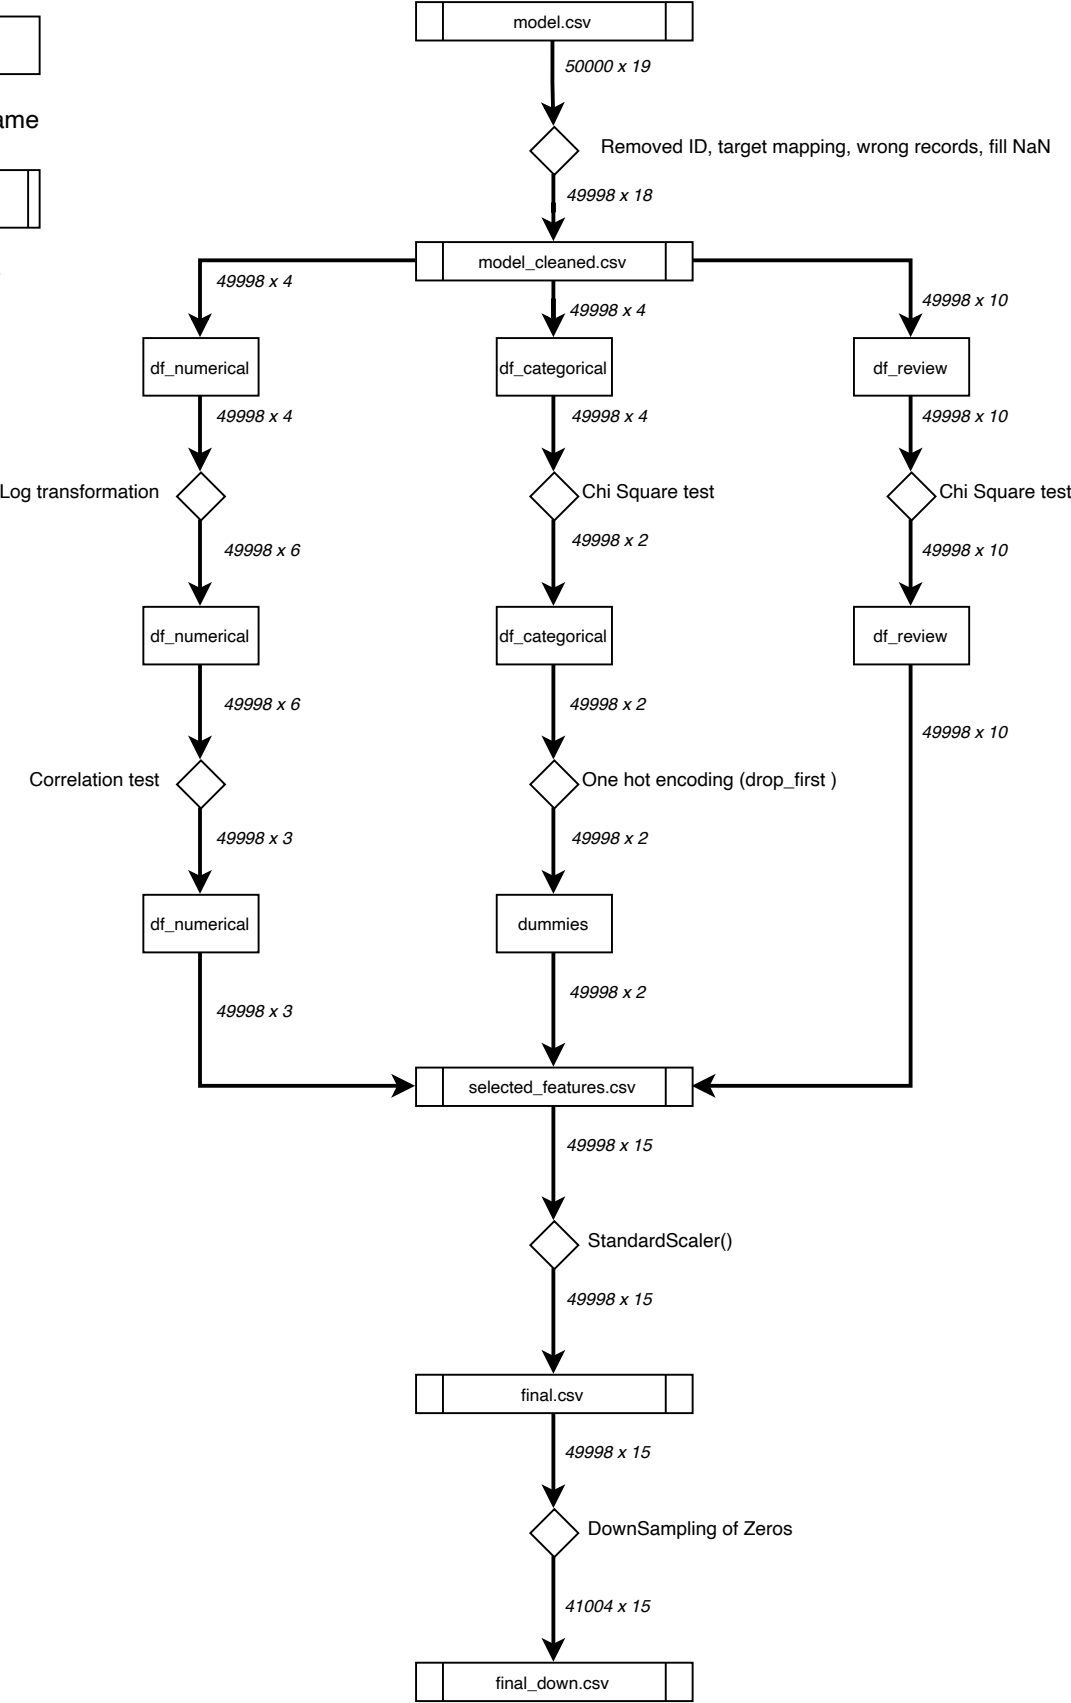 model.csv
50000 x 19
ame
Removed ID, target mapping, wrong records, fill NaN
49998 x 18
model_cleaned.csv
49998 x 4
49998 x 4
49998 x 10
df_numerical
df_categorical
df_review
49998 x 4
49998 x 4
49998 x 10
Log transformation
Chi Square test
Chi Square test
49998 x 6
49998 x 2
49998 x 10
df_numerical
df_categorical
df_review
49998 x 6
49998 x 2
49998 x 10
Correlation test
One hot encoding (drop_first )
49998 x 3
49998 x 2
df_numerical
dummies
49998 x 3
49998 x 2
selected_features.csv
49998 x 15
StandardScaler()
49998 x 15
final.csv
49998 x 15
DownSampling of Zeros
41004 x 15
final_down.csv